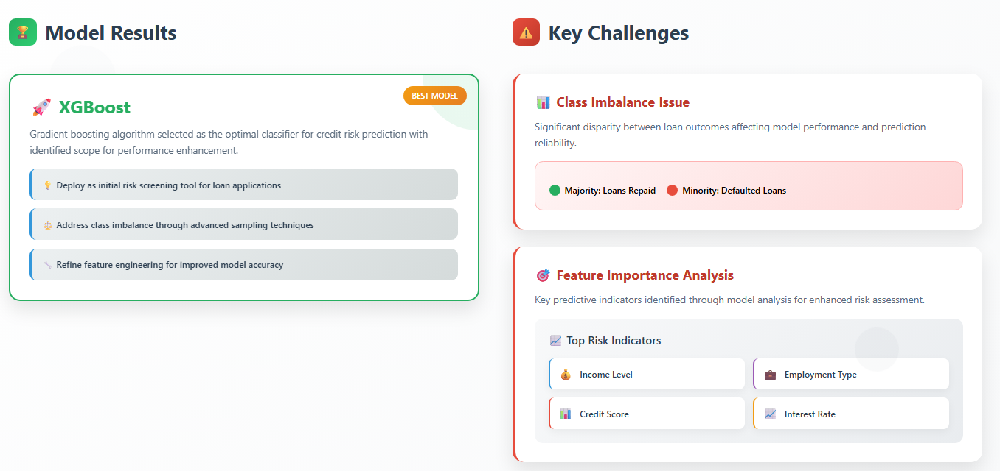 Model Results
XGBoost
BEST MODEL
Gradient boosting algorithm selected as the optimal classifier for credit risk prediction with
identified scope for performance enhancement.
Deploy as initial risk screening tool for loan applications
Address class imbalance through advanced sampling techniques
Refine feature engineering for improved model accuracy
Key Challenges
Class Imbalance Issue
Significant disparity between loan outcomes affecting model performance and prediction
reliability.
Majority: Loans Repaid
Minority: Defaulted Loans
Feature Importance Analysis
Key predictive indicators identified through model analysis for enhanced risk assessment.
Top Risk Indicators
Income Level
Employment Type
Credit Score
Interest Rate